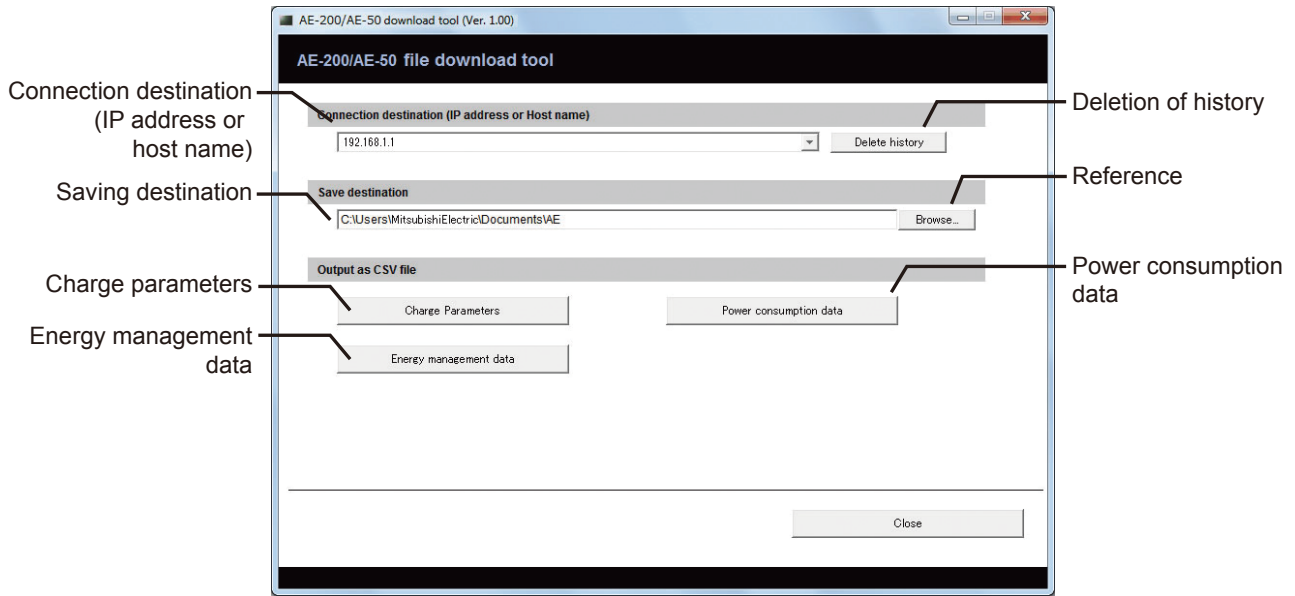 AE-200/AE-50 download tool (Ver. 1.00)
AE-200/AE-50 file download tool
Connection destination
(IP address or
host name)
Connection destination (IP address or Host name)
Deletion of history
192.168.1.1
Delete history
Saving destination
Save destination
Reference
C:\Users\MitsubishiElectric\Documents\AE
Browse...
Output as CSV file
Power consumption
data
Charge parameters
Charge Parameters
Power consumption data
Energy management
data
Energy management data
Close